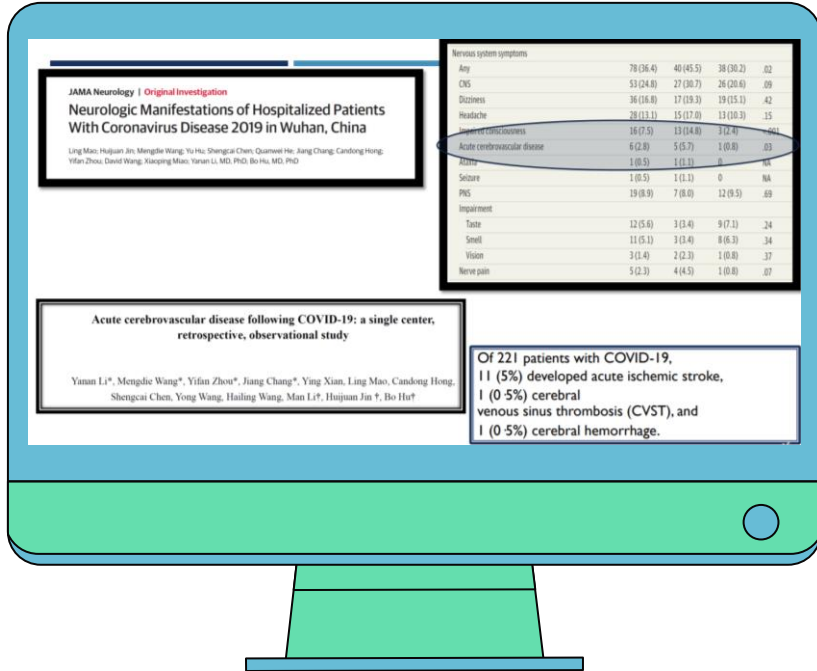 JAMA Neurology | Original Investigation
Neurologic Manifestations of Hospitalized Patients
With Coronavirus Disease 2019 in Wuhan, China
Ling Mao; Huijuan Jin; Mengdie Wang; Yu Hu; Shengcai Chen; Quanwei He; Jiang Chang; Candong Hong;
Yifan Zhou; David Wang; Xiaoping Miao; Yanan Li, MD, PhD; Bo Hu, MD, PhD
Nervous system symptoms
Any 78 (36.4) 40 (45.5) 38 (30.2) .02
CNS 53 (24.8) 27 (30.7) 26 (20.6) .09
Dizziness 36 (16.8) 17 (19.3) 19 (15.1) .42
Headache 28 (13.1) 15 (17.0) 13 (10.3) .15
Impaired consciousness 16 (7.5) 13 (14.8) 3 (2.4) <.001
Acute cerebrovascular disease 6 (2.8) 5 (5.7) 1 (0.8) .03
Ataxia 1 (0.5) 1 (1.1) 0 NA
Seizure 1 (0.5) 1 (1.1) 0 NA
PNS 19 (8.9) 7 (8.0) 12 (9.5) .69
Impairment
Taste 12 (5.6) 3 (3.4) 9 (7.1) .24
Smell 11 (5.1) 3 (3.4) 8 (6.3) .34
Vision 3 (1.4) 2 (2.3) 1 (0.8) .37
Nerve pain 5 (2.3) 4 (4.5) 1 (0.8) .07
Acute cerebrovascular disease following COVID-19: a single center,
retrospective, observational study
Yanan Li*, Mengdie Wang*, Yifan Zhou*, Jiang Chang*, Ying Xian, Ling Mao, Candong Hong,
Shengcai Chen, Yong Wang, Hailing Wang, Man Li†, Huijuan Jin †, Bo Hu†
Of 221 patients with COVID-19,
11 (5%) developed acute ischemic stroke,
1 (0·5%) cerebral
venous sinus thrombosis (CVST), and
1 (0·5%) cerebral hemorrhage.